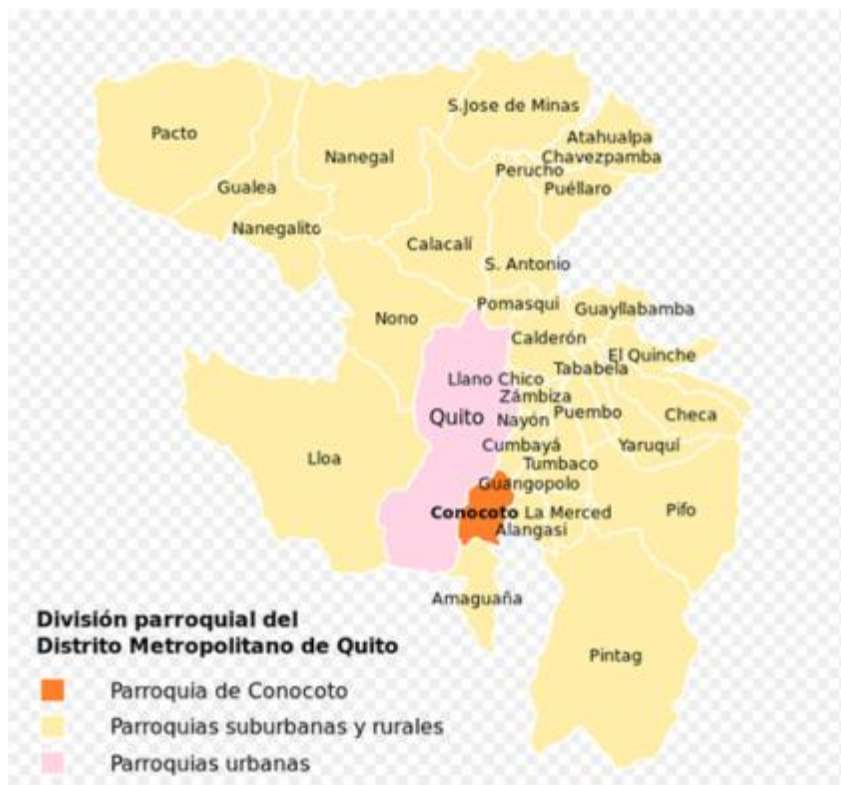 S.Jose de Minas
Pacto
Atahualpa
Nanegal
Chavezpamba
Perucho
Gualea
Puéllaro
Nanegalito
Calacalí
S. Antonio
Pomasqui
Guayllabamba
Nono
Calderón
El Quinche
Tababela
Llano Chico
Zámbiza
Puembo
Checa
Quito
Nayón
Cumbayá
Yaruquí
Lloa
Tumbaco
Guangopolo
Conocoto
La Merced
Pifo
Alangasi
Amaguaña
Pintag
División parroquial del
Distrito Metropolitano de Quito
Parroquia de Conocoto
Parroquias suburbanas y rurales
Parroquias urbanas